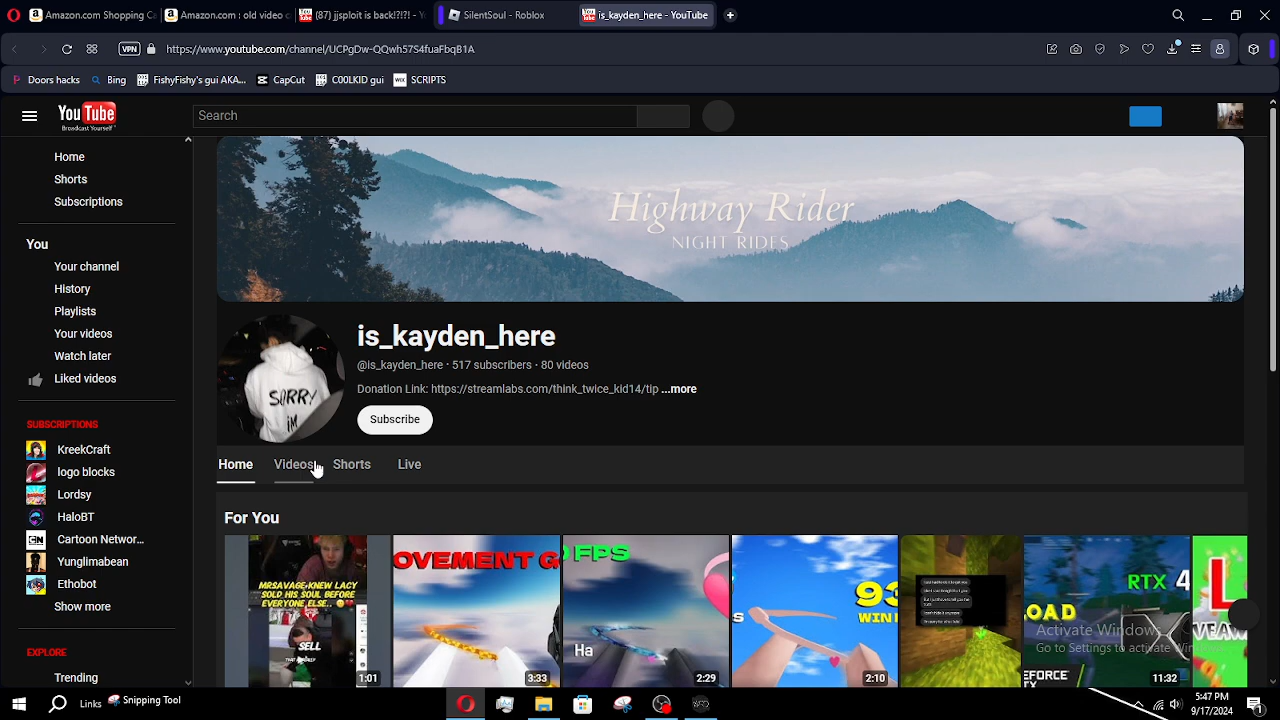 Amazon.com Shopping Ca
Amazon.com : old video c
(87) jjsploit is back!?!?! - Yo
SilentSoul - Roblox
is_kayden_here - YouTube
VPN
https://www.youtube.com/channel/UCPgDw-QQwh57S4fuaFbqB1A
Doors hacks
Bing
FishyFishy's gui AKA...
CapCut
C00LKID gui
WIX
SCRIPTS
YouTube
Broadcast Yourself
Search
Home
Shorts
Subscriptions
You
Your channel
History
Playlists
Your videos
Watch later
Liked videos
SUBSCRIPTIONS
KreekCraft
logo blocks
Lordsy
HaloBT
CN
Cartoon Networ...
Yunglimabean
Ethobot
Show more
EXPLORE
Trending
Highway Rider
NIGHT RIDES
SORRY
iM
is_kayden_here
@is_kayden_here · 517 subscribers · 80 videos
Donation Link: https://streamlabs.com/think_twice_kid14/tip ...more
Subscribe
Home
Videos
Shorts
Live
For You
MRSAVAGE KNEW LACY
SOLD HIS SOUL BEFORE
EVERYONE ELSE..
SELL
1:01
OVEMENT G
3:33
FPS
Ha
2:29
93
WIN
2:10
OAD
RTX 4
EFORCE
11:32
L
Activate Windows
Go to Settings to activate Windows.
Links
Snipping Tool
5:47 PM
9/17/2024